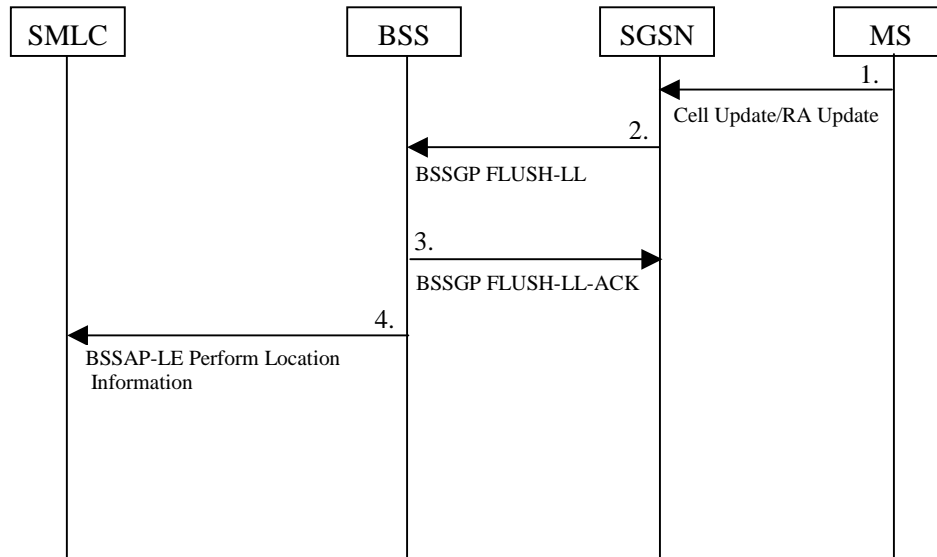 SMLC
BSS
SGSN
MS
1.
Cell Update/RA Update
2.
BSSGP FLUSH-LL
3.
BSSGP FLUSH-LL-ACK
4.
BSSAP-LE Perform Location
Information